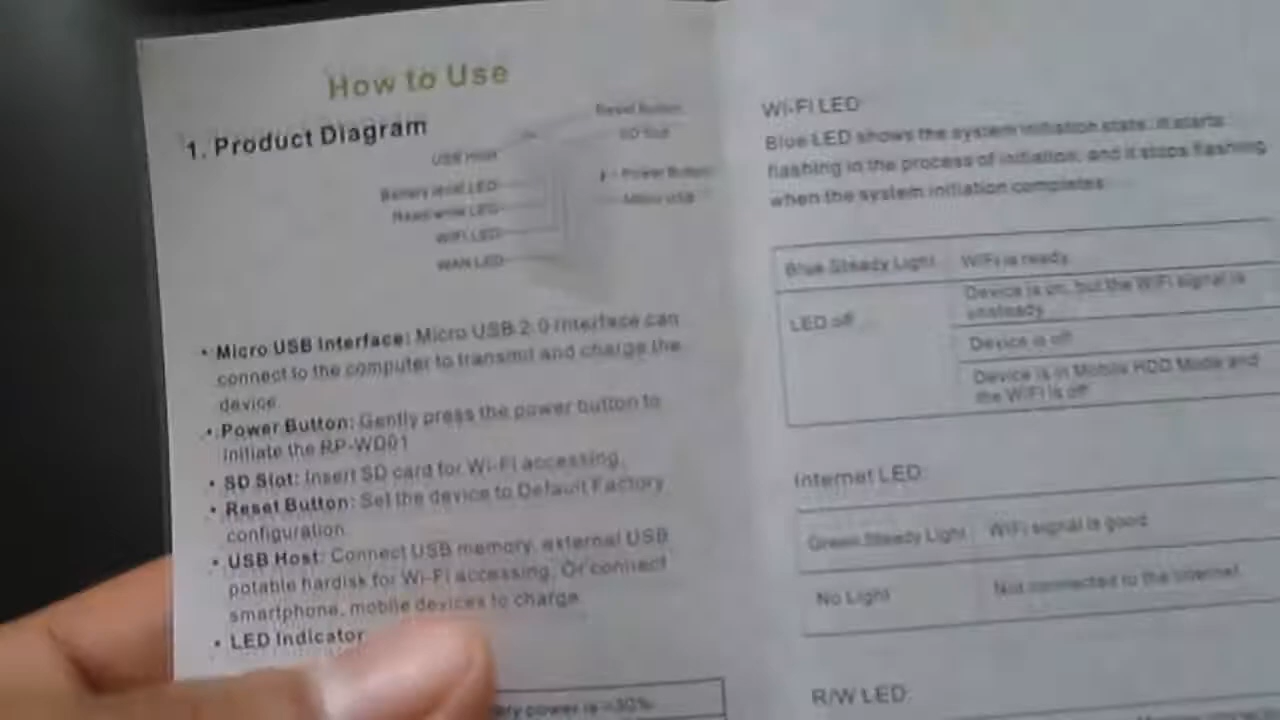 How to Use
1. Product Diagram
Reset Button
SD Slot
USB Host
Power Button
Battery level LED
Micro USB
Read/write LED
WIFI LED
WAN LED
• Micro USB Interface: Micro USB 2.0 Interface can
connect to the computer to transmit and charge the
device.
• Power Button: Gently press the power button to
initiate the RP-WD01
• SD Slot: Insert SD card for Wi-Fi accessing.
• Reset Button: Set the device to Default Factory
configuration.
• USB Host: Connect USB memory, external USB
potable hardisk for Wi-Fi accessing. Or connect
smartphone, mobile devices to charge.
• LED Indicator
power is
Wi-Fi LED:
Blue LED shows the system initiation state. It starts
flashing in the process of initiation, and it stops flashing
when the system initiation completes.
Blue Steady Light WiFi is ready
LED off
Device is on, but the WiFi signal is
unsteady
Device is off
Device is in Mobile HDD Mode and
the WiFi is off
Internet LED:
Green Steady Light WiFi signal is good
No Light Not connected to the Internet
R/W LED: